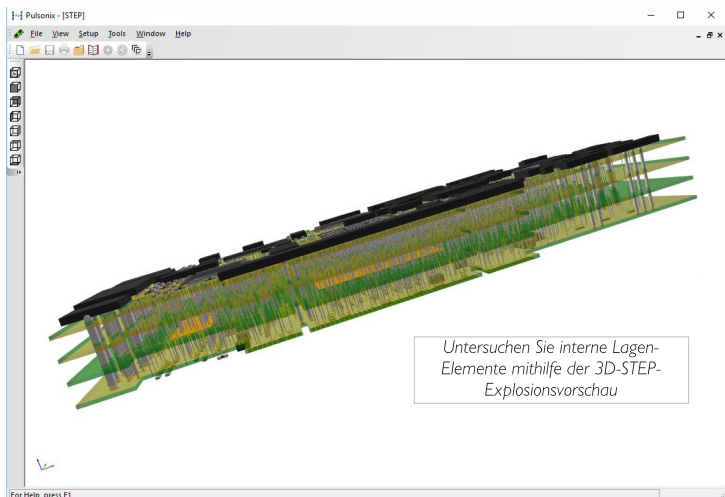 Pulsonix - [STEP]
File View Setup Tools Window Help
Untersuchen Sie interne Lagen-
Elemente mithilfe der 3D-STEP-
Explosionsvorschau
For Help, press F1